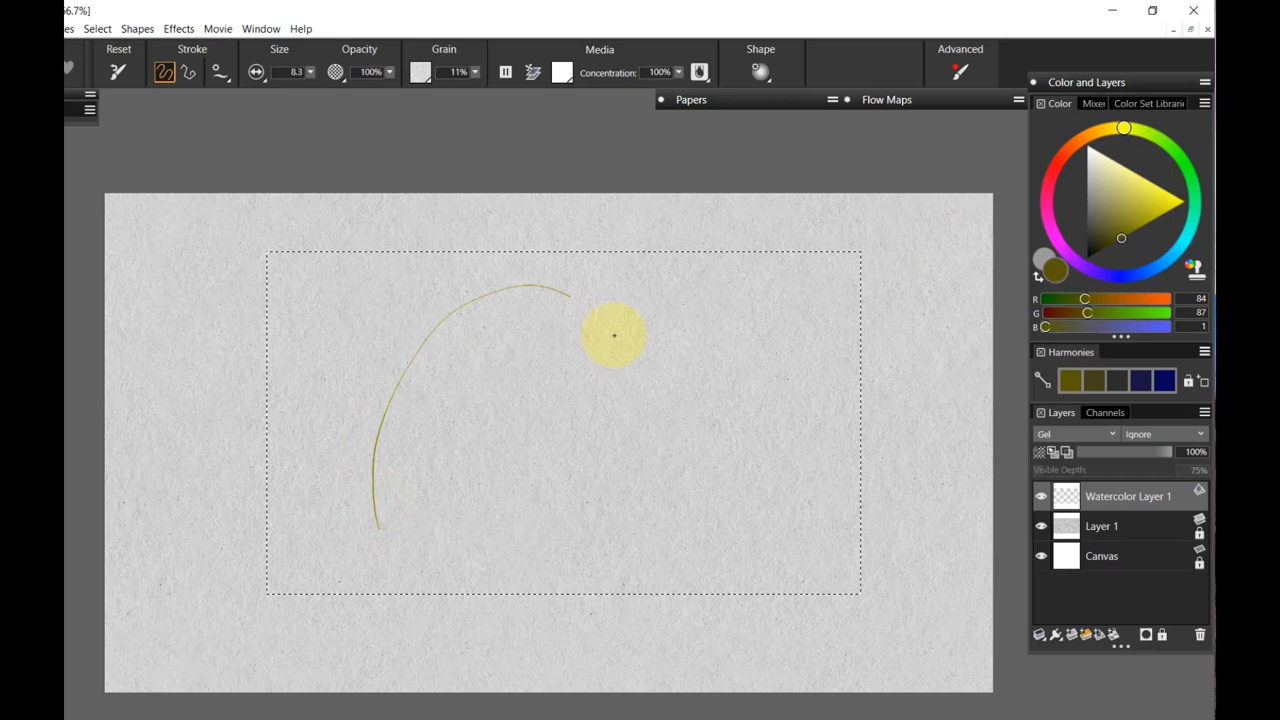 56.7%]
es Select Shapes Effects Movie Window Help
Reset Stroke Size Opacity Grain Media Shape Advanced
8.3 100% 11% Concentration: 100%
Color and Layers
Papers Flow Maps
Color Mixer Color Set Librari
R 84
G 87
B 1
Harmonies
Layers Channels
Gel Ignore
100%
Visible Depth: 75%
Watercolor Layer 1
Layer 1
Canvas